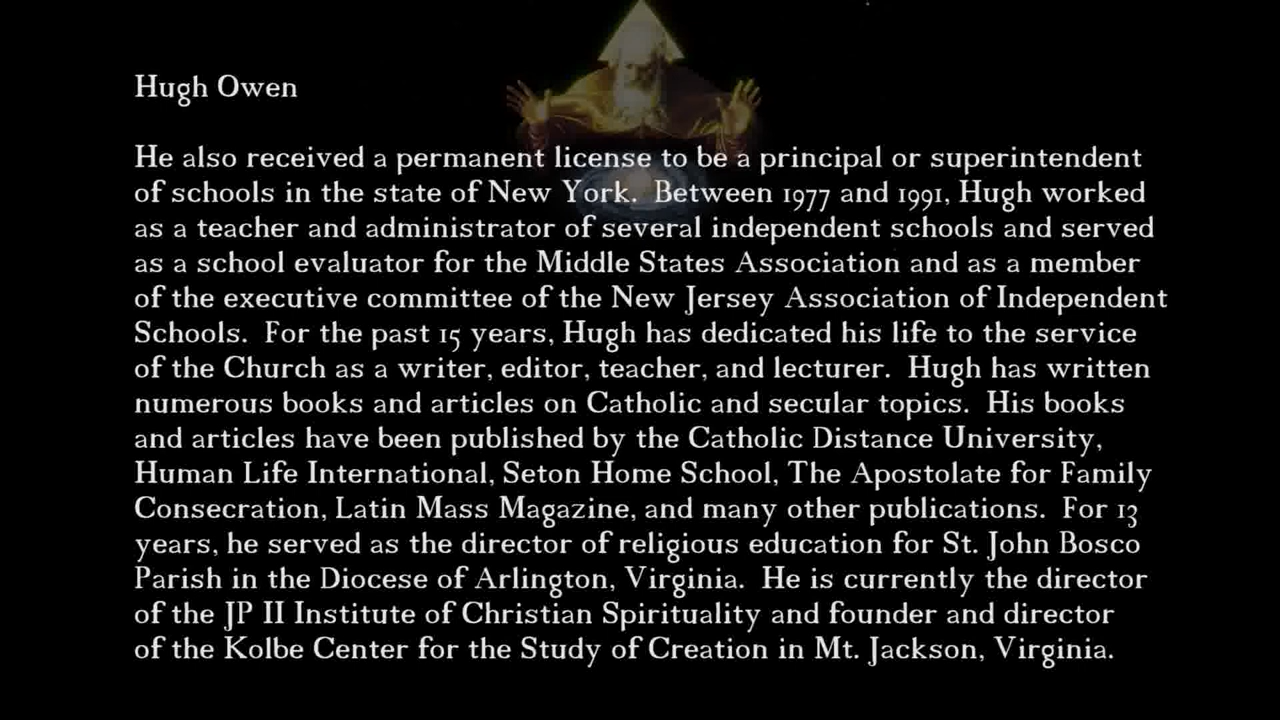 Hugh Owen
He also received a permanent license to be a principal or superintendent
of schools in the state of New York. Between 1977 and 1991, Hugh worked
as a teacher and administrator of several independent schools and served
as a school evaluator for the Middle States Association and as a member
of the executive committee of the New Jersey Association of Independent
Schools. For the past 15 years, Hugh has dedicated his life to the service
of the Church as a writer, editor, teacher, and lecturer. Hugh has written
numerous books and articles on Catholic and secular topics. His books
and articles have been published by the Catholic Distance University,
Human Life International, Seton Home School, The Apostolate for Family
Consecration, Latin Mass Magazine, and many other publications. For 13
years, he served as the director of religious education for St. John Bosco
Parish in the Diocese of Arlington, Virginia. He is currently the director
of the JP II Institute of Christian Spirituality and founder and director
of the Kolbe Center for the Study of Creation in Mt. Jackson, Virginia.